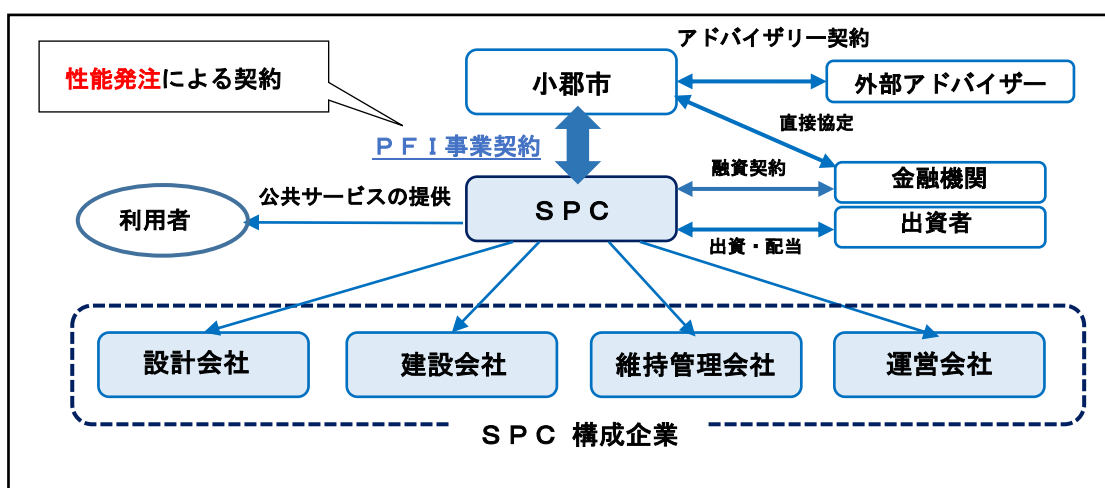 アドバイザリー契約
性能発注による契約
小郡市
外部アドバイザー
直接協定
ＰＦＩ事業契約
融資契約
金融機関
公共サービスの提供
利用者
ＳＰＣ
出資者
出資・配当
設計会社
建設会社
維持管理会社
運営会社
ＳＰＣ 構成企業